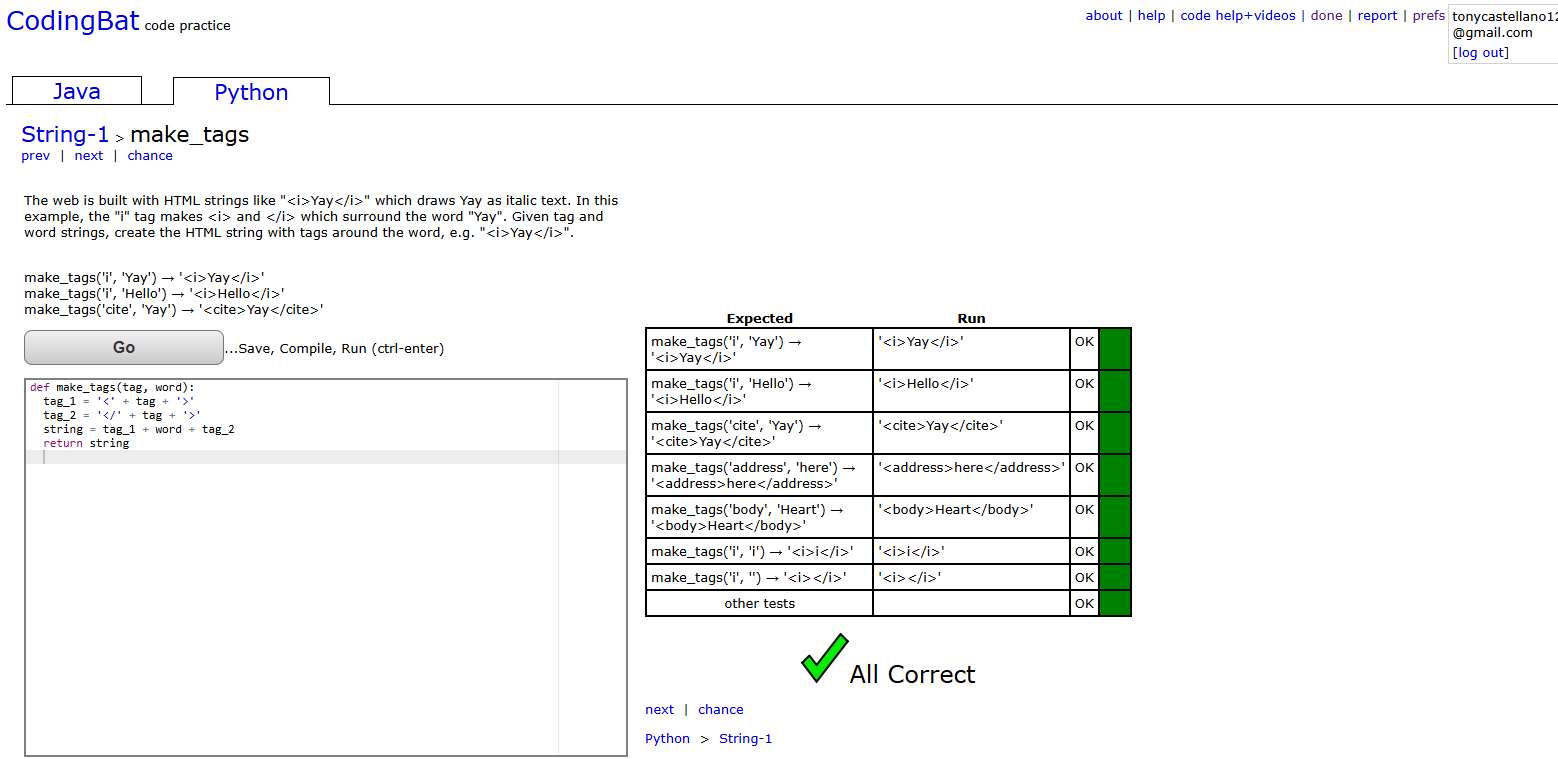 CodingBat code practice
about | help | code help+videos | done | report | prefs
tonycastellano12
@gmail.com
[log out]
Java
Python
String-1 > make_tags
prev | next | chance
The web is built with HTML strings like "<i>Yay</i>" which draws Yay as italic text. In this
example, the "i" tag makes <i> and </i> which surround the word "Yay". Given tag and
word strings, create the HTML string with tags around the word, e.g. "<i>Yay</i>".
make_tags('i', 'Yay') → '<i>Yay</i>'
make_tags('i', 'Hello') → '<i>Hello</i>'
make_tags('cite', 'Yay') → '<cite>Yay</cite>'
Go
...Save, Compile, Run (ctrl-enter)
def make_tags(tag, word):
  tag_1 = '<' + tag + '>'
  tag_2 = '</' + tag + '>'
  string = tag_1 + word + tag_2
  return string
Expected Run
make_tags('i', 'Yay') → '<i>Yay</i>' OK
'<i>Yay</i>'
make_tags('i', 'Hello') → '<i>Hello</i>' OK
'<i>Hello</i>'
make_tags('cite', 'Yay') → '<cite>Yay</cite>' OK
'<cite>Yay</cite>'
make_tags('address', 'here') → '<address>here</address>' OK
'<address>here</address>'
make_tags('body', 'Heart') → '<body>Heart</body>' OK
'<body>Heart</body>'
make_tags('i', 'i') → '<i>i</i>' '<i>i</i>' OK
make_tags('i', '') → '<i></i>' '<i></i>' OK
other tests OK
All Correct
next | chance
Python > String-1